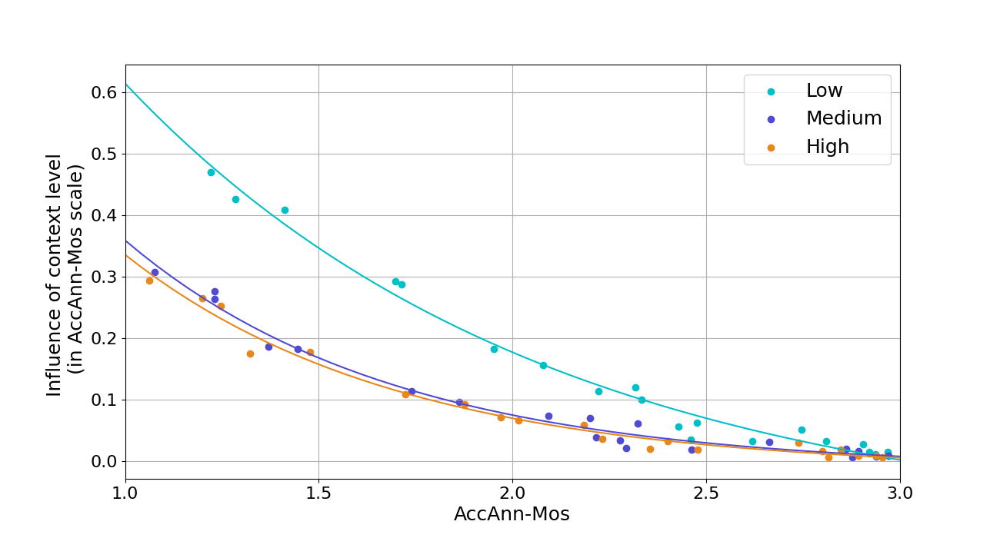 Influence of context level
(in AccAnn-Mos scale)
0.6
0.5
0.4
0.3
0.2
0.1
0.0
1.0 1.5 2.0 2.5 3.0
AccAnn-Mos
Low
Medium
High